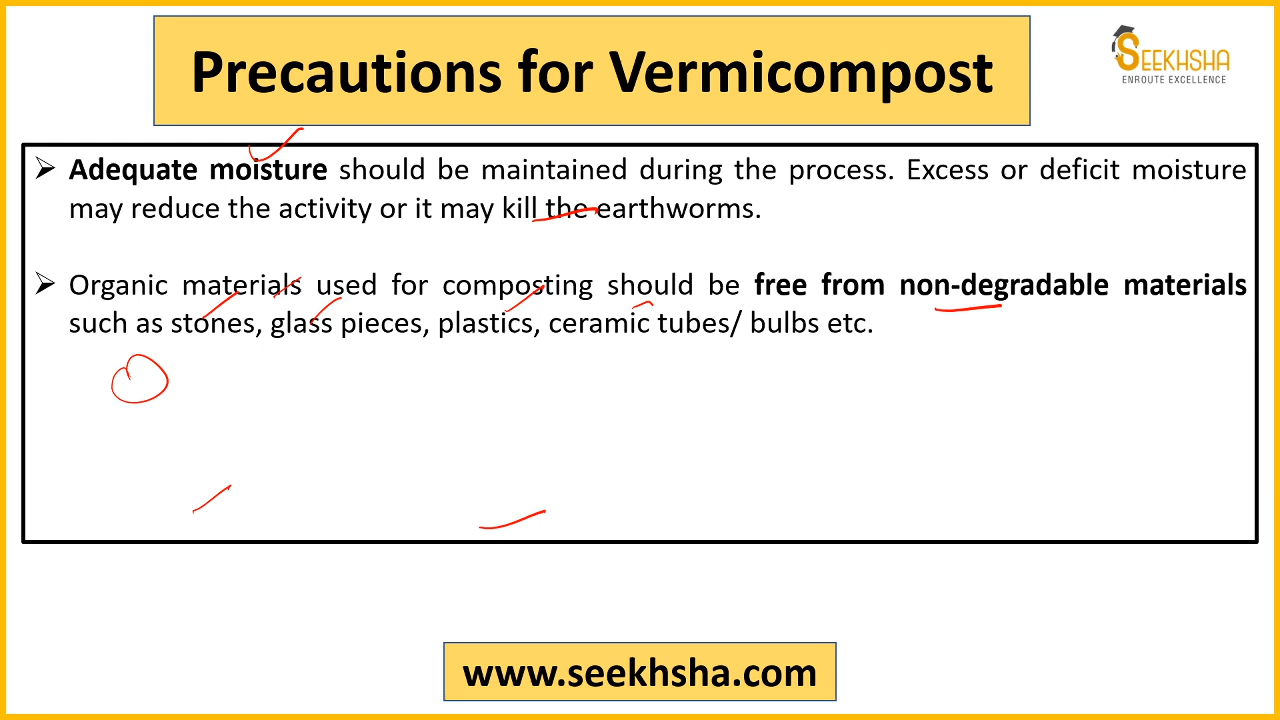 Precautions for Vermicompost
SEEKHSHA
ENROUTE EXCELLENCE
➢ Adequate moisture should be maintained during the process. Excess or deficit moisture
may reduce the activity or it may kill the earthworms.
➢ Organic materials used for composting should be free from non-degradable materials
such as stones, glass pieces, plastics, ceramic tubes/ bulbs etc.
www.seekhsha.com